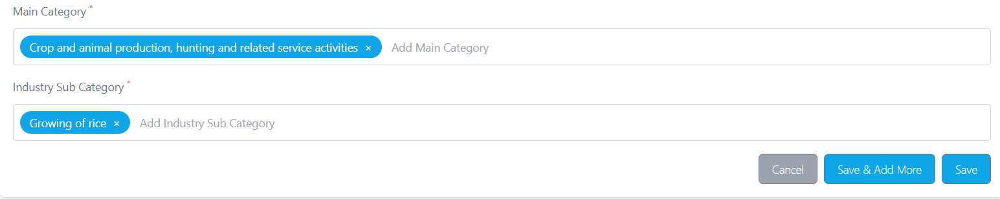 Main Category *
Crop and animal production, hunting and related service activities × Add Main Category
Industry Sub Category *
Growing of rice × Add Industry Sub Category
Cancel Save & Add More Save